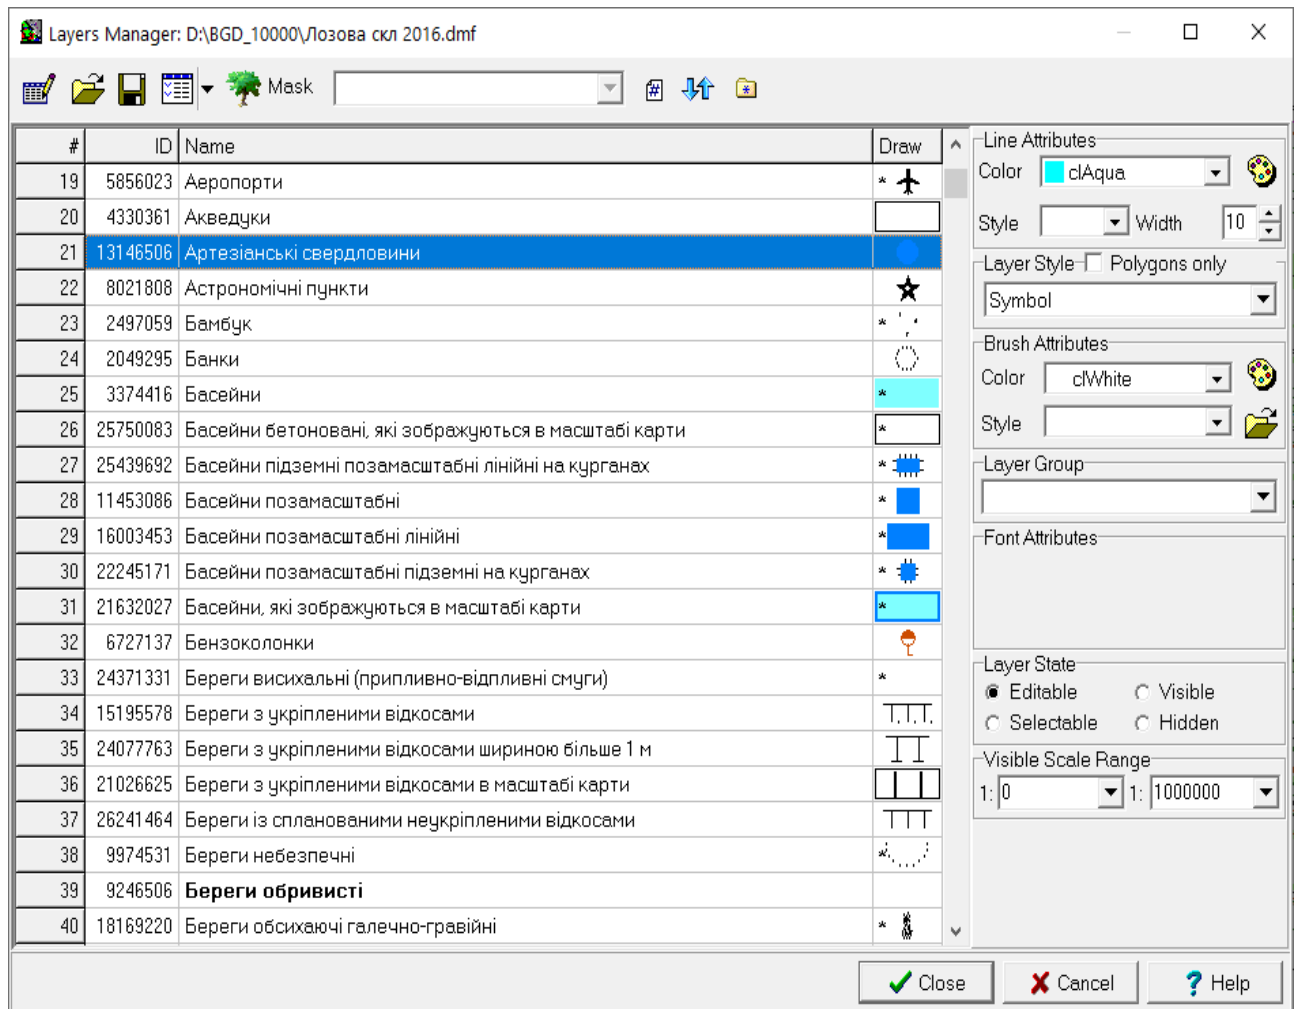 Layers Manager: D:\BGD_10000\Лозова скл 2016.dmf
Mask
# ID Name Draw
19 5856023 Аеропорти *
20 4330361 Акведуки
21 13146506 Артезіанські свердловини
22 8021808 Астрономічні пункти
23 2497059 Бамбук *
24 2049295 Банки
25 3374416 Басейни *
26 25750083 Басейни бетоновані, які зображуються в масштабі карти *
27 25439692 Басейни підземні позамасштабні лінійні на курганах *
28 11453086 Басейни позамасштабні *
29 16003453 Басейни позамасштабні лінійні *
30 22245171 Басейни позамасштабні підземні на курганах *
31 21632027 Басейни, які зображуються в масштабі карти *
32 6727137 Бензоколонки
33 24371331 Береги висихальні (припливно-відпливні смуги) *
34 15195578 Береги з укріпленими відкосами
35 24077763 Береги з укріпленими відкосами шириною більше 1 м
36 21026625 Береги з укріпленими відкосами в масштабі карти
37 26241464 Береги із спланованими неукріпленими відкосами
38 9974531 Береги небезпечні *
39 9246506 Береги обривисті
40 18169220 Береги обсихаючі галечно-гравійні *
Line Attributes
Color clAqua
Style Width 10
Layer Style Polygons only
Symbol
Brush Attributes
Color clWhite
Style
Layer Group
Font Attributes
Layer State
Editable Visible
Selectable Hidden
Visible Scale Range
1: 0 1: 1000000
Close Cancel Help